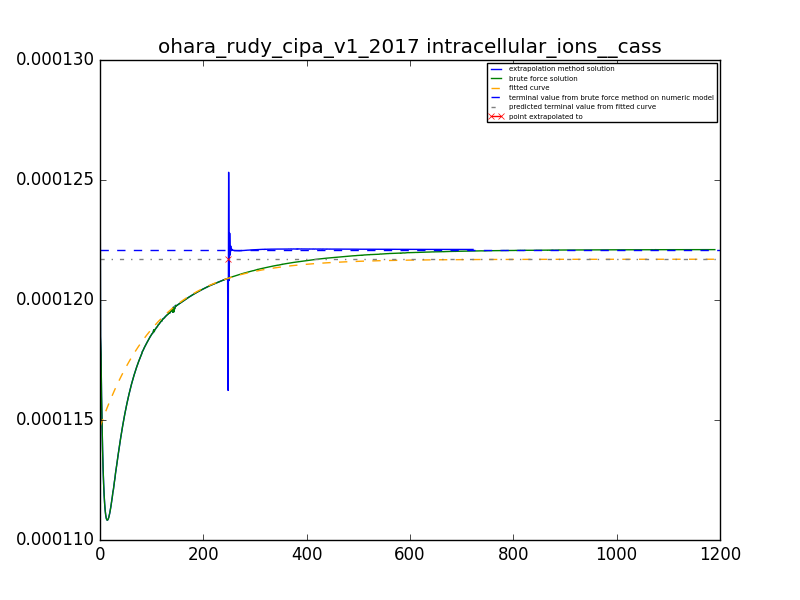 ohara_rudy_cipa_v1_2017 intracellular_ions__cass
0.000130
extrapolation method solution
brute force solution
fitted curve
terminal value from brute force method on numeric model
predicted terminal value from fitted curve
point extrapolated to
0.000125
0.000120
0.000115
0.000110
0 200 400 600 800 1000 1200